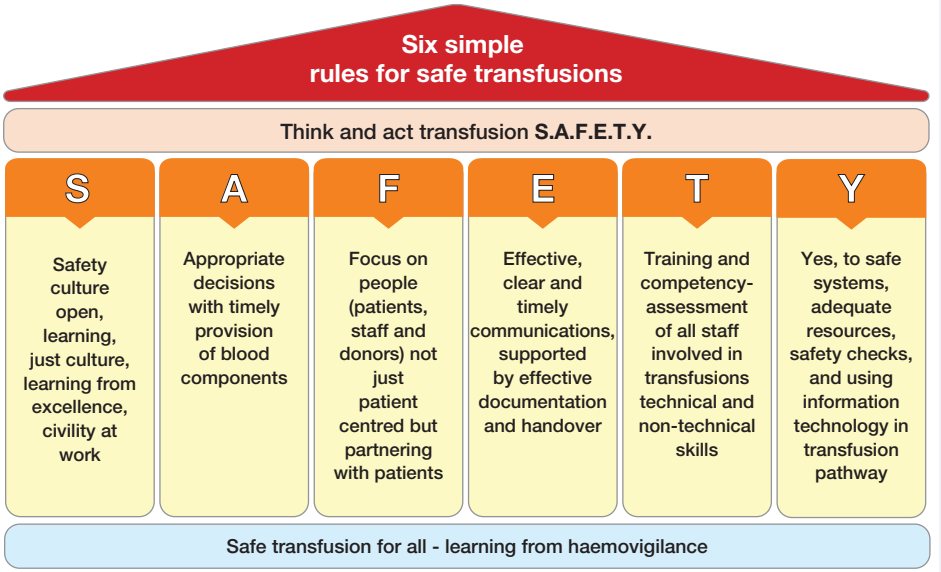 Six simple
rules for safe transfusions
Think and act transfusion S.A.F.E.T.Y.
S
Safety
culture
open,
learning,
just culture,
learning from
excellence,
civility at
work
A
Appropriate
decisions
with timely
provision
of blood
components
F
Focus on
people
(patients,
staff and
donors) not
just
patient
centred but
partnering
with patients
E
Effective,
clear and
timely
communications,
supported
by effective
documentation
and handover
T
Training and
competency-
assessment
of all staff
involved in
transfusions
technical and
non-technical
skills
Y
Yes, to safe
systems,
adequate
resources,
safety checks,
and using
information
technology in
transfusion
pathway
Safe transfusion for all - learning from haemovigilance